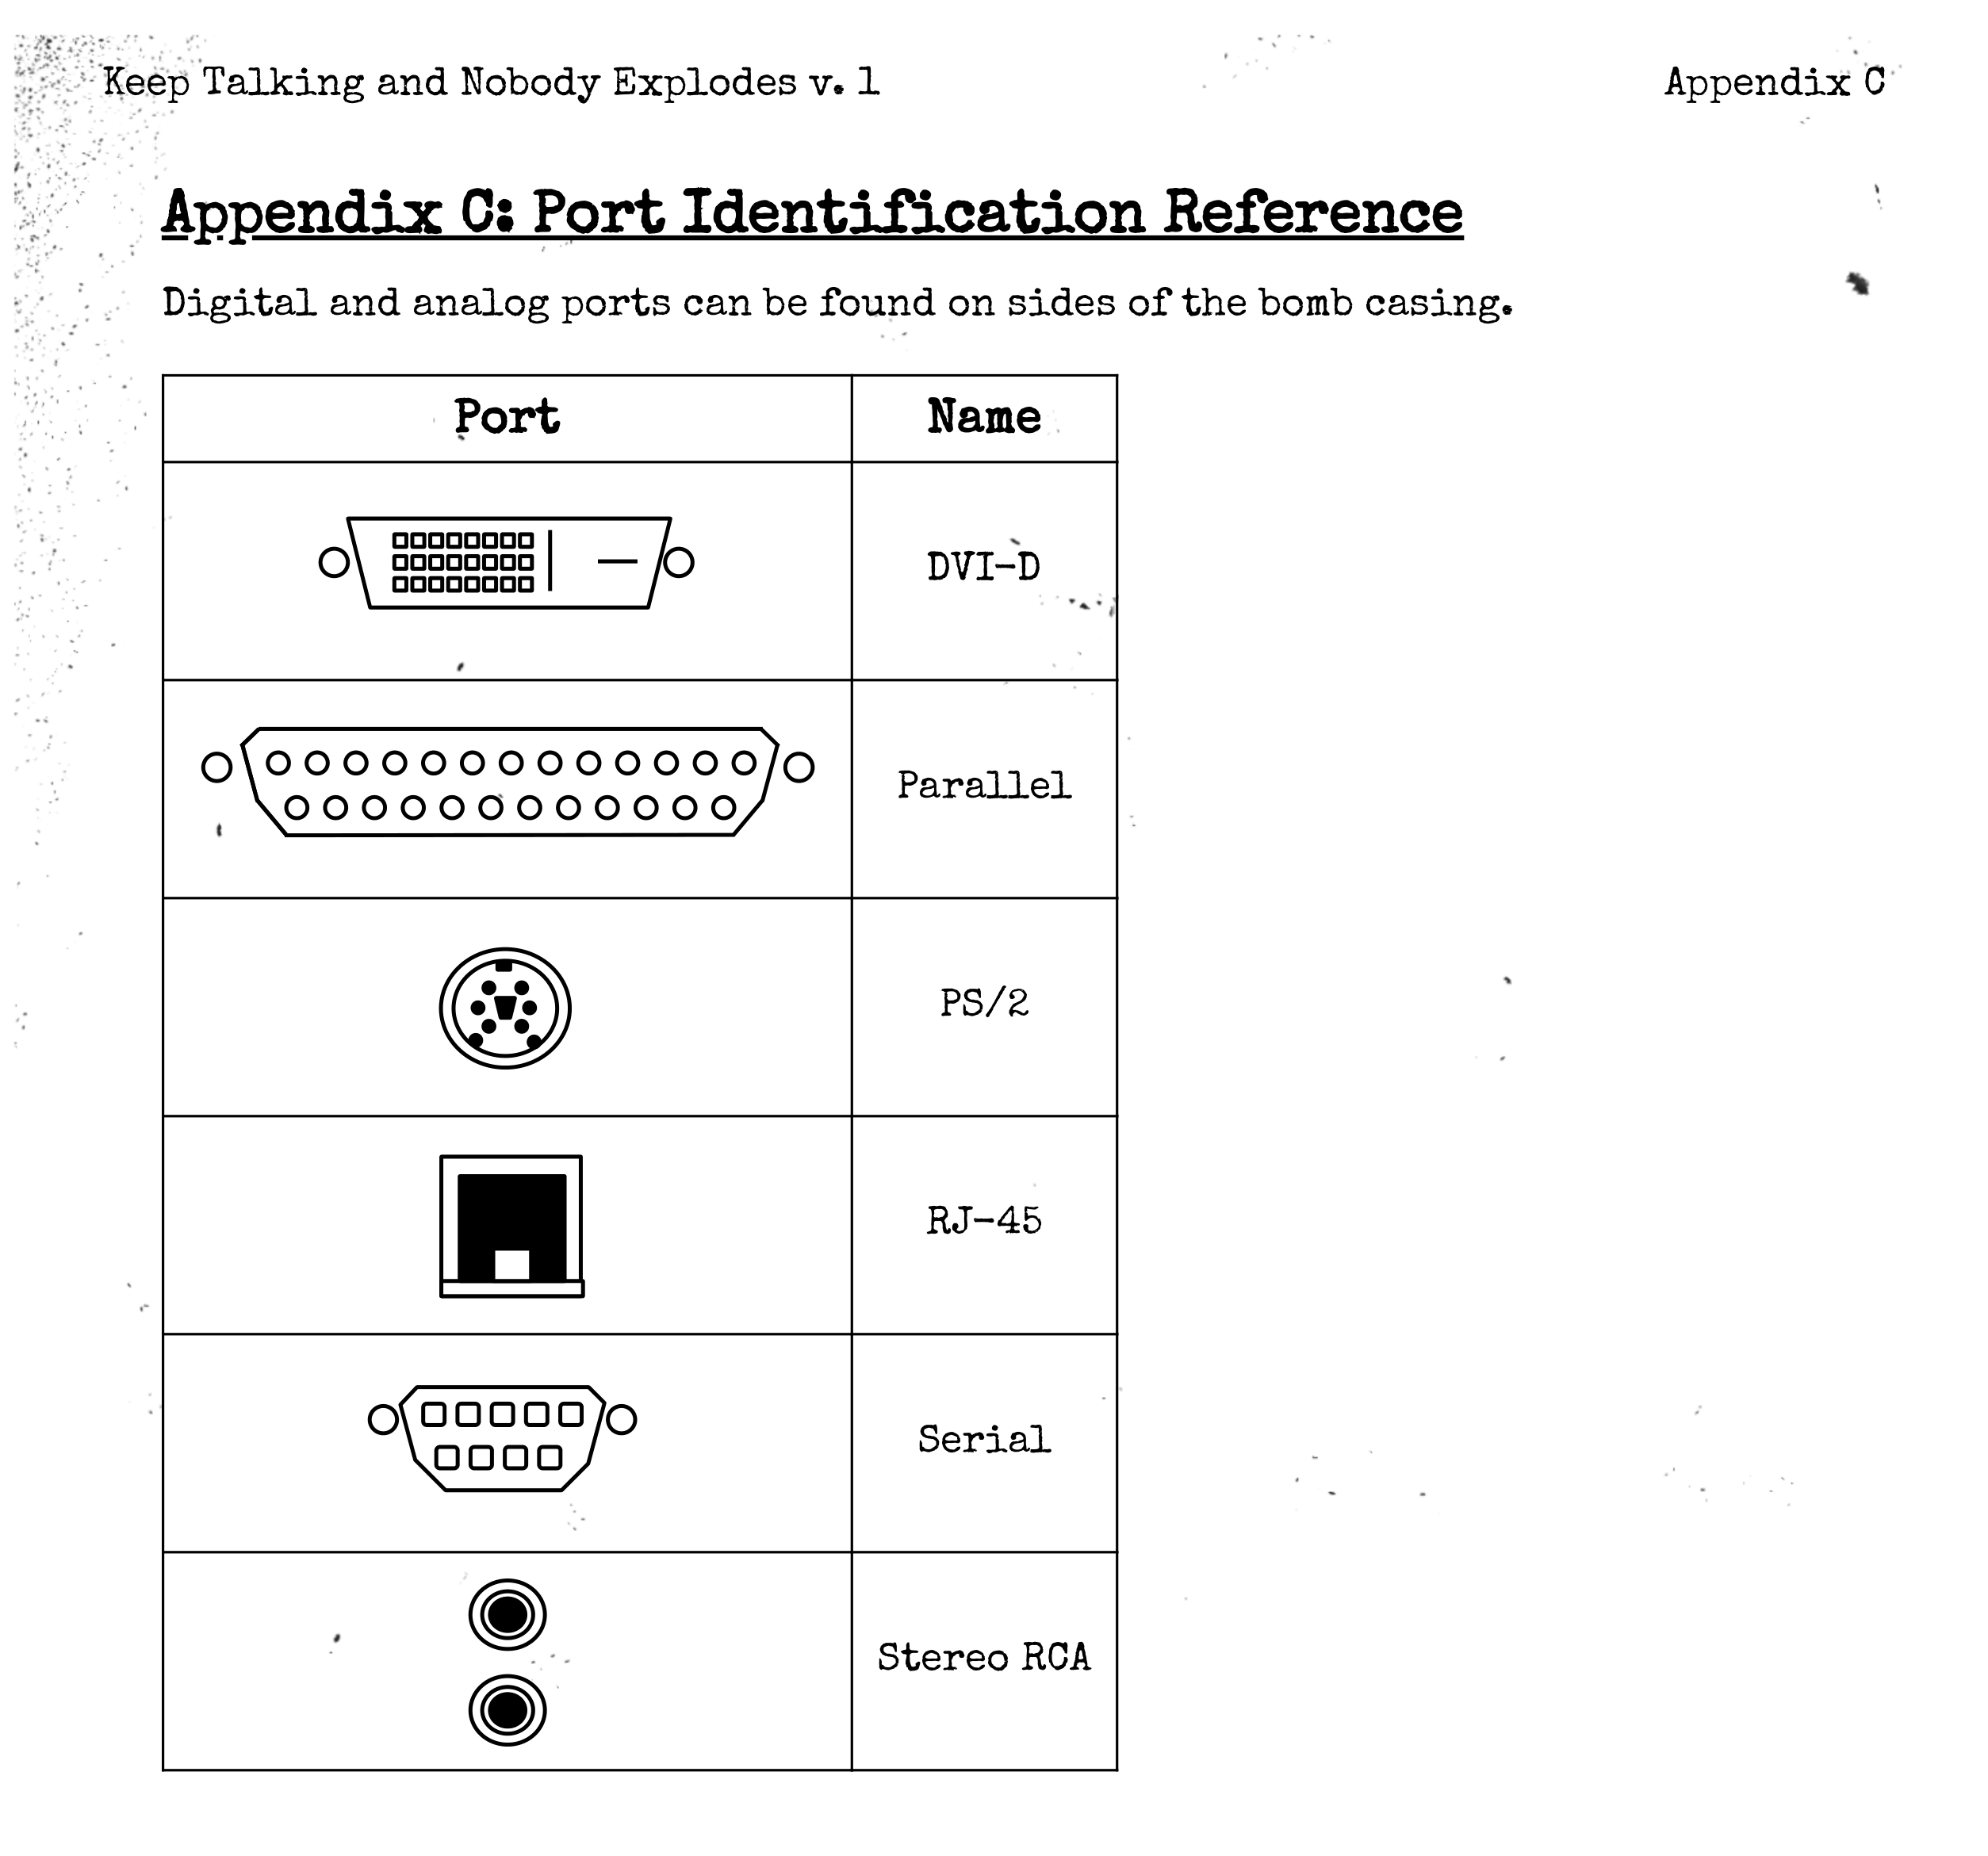 Keep Talking and Nobody Explodes v. 1
Appendix C
Appendix C: Port Identification Reference
Digital and analog ports can be found on sides of the bomb casing.
Port Name
DVI-D
Parallel
PS/2
RJ-45
Serial
Stereo RCA